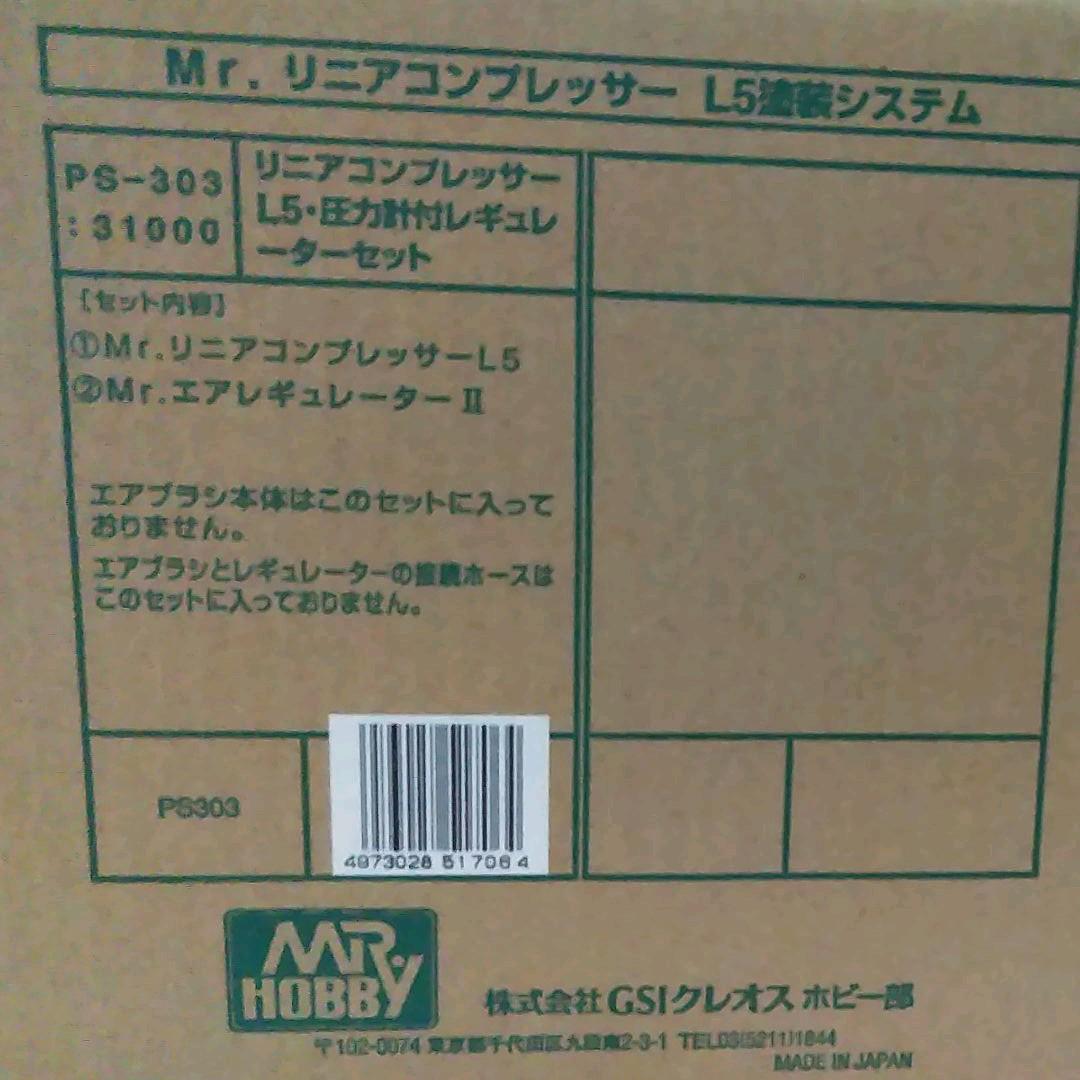 Mr. リニアコンプレッサー L5塗装システム
PS-303
:31000
リニアコンプレッサー
L5・圧力計付レギュレ
ーターセット
［セット内容］
①Mr.リニアコンプレッサーL5
②Mr.エアレギュレーターⅡ
エアブラシ本体はこのセットに入って
おりません。
エアブラシとレギュレーターの接続ホースは
このセットに入っておりません。
PS303
4973028 517064
MR.
HOBBY
株式会社 GSIクレオス ホビー部
〒102-0074 東京都千代田区九段南2-3-1 TEL03(5211)1844
MADE IN JAPAN